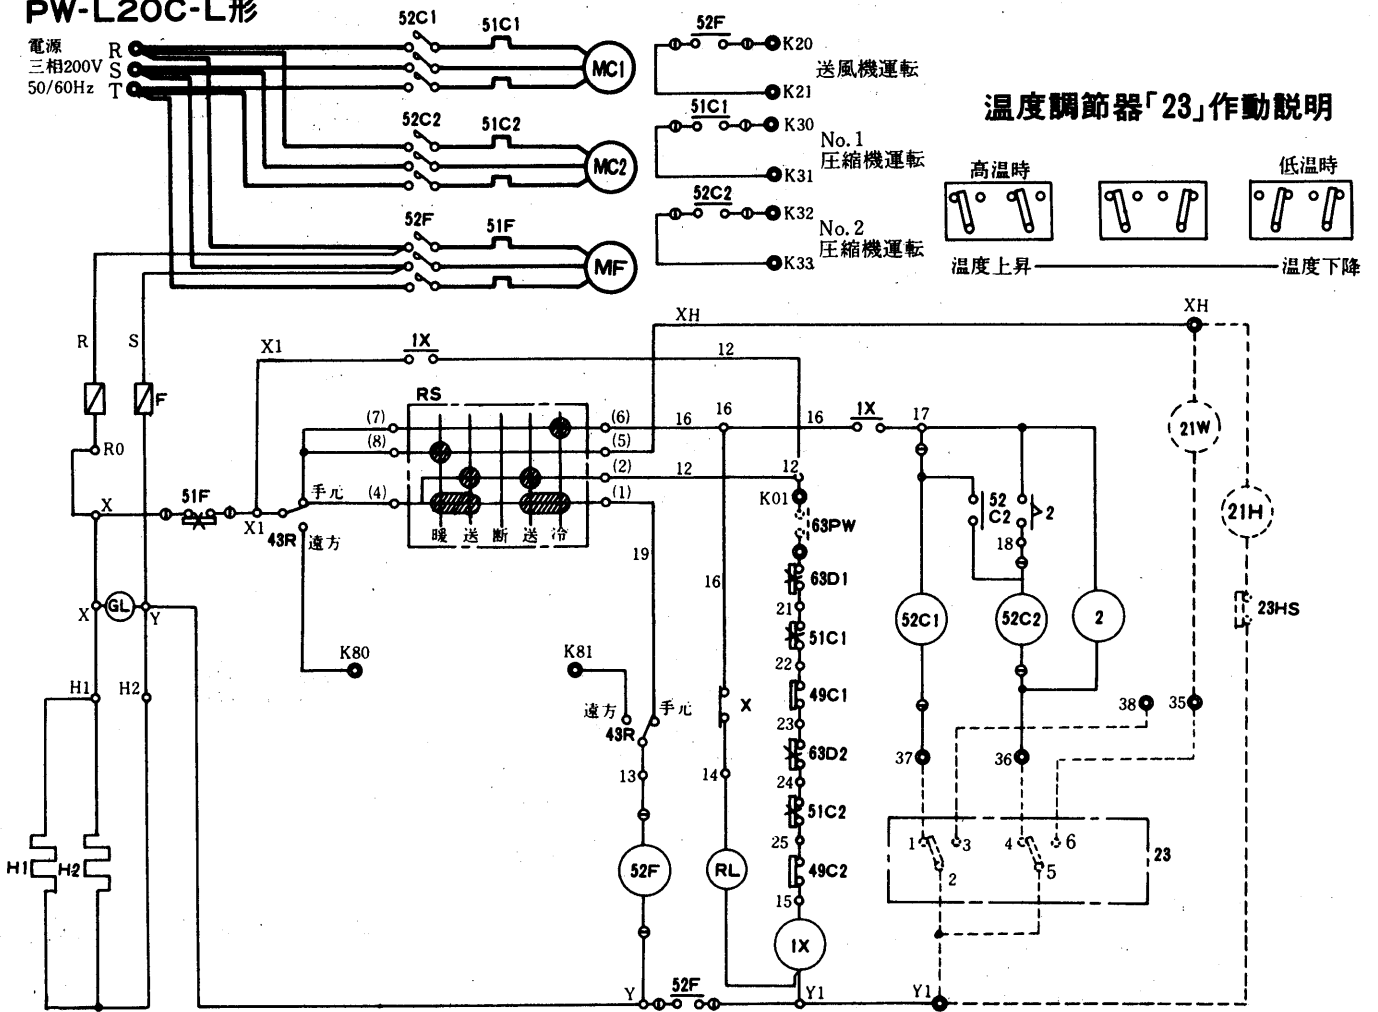 PW-L20C-L形
電源
三相200V
50/60Hz
R
S
T
52C1
51C1
MC1
52C2
51C2
MC2
52F
51F
MF
52F
K20
送風機運転
K21
51C1
K30
No.1
圧縮機運転
K31
52C2
K32
No.2
圧縮機運転
K33
温度調節器「23」作動説明
高温時
低温時
温度上昇
温度下降
R
S
F
R0
X
51F
X1
X1
1X
12
XH
XH
RS
(7)
(8)
(4)
(6)
(5)
(2)
(1)
暖
送
断
送
冷
手元
43R
遠方
K80
K81
遠方
43R
手元
19
16
16
16
16
12
12
1X
17
K01
63PW
63D1
21
51C1
22
49C1
23
63D2
24
51C2
25
49C2
15
1X
52
C2
2
18
52C1
52C2
2
21W
21H
23HS
X
GL
Y
H1
H2
H1
H2
13
52F
X
14
RL
37
36
38
35
1
3
2
4
6
5
23
Y
52F
Y1
Y1